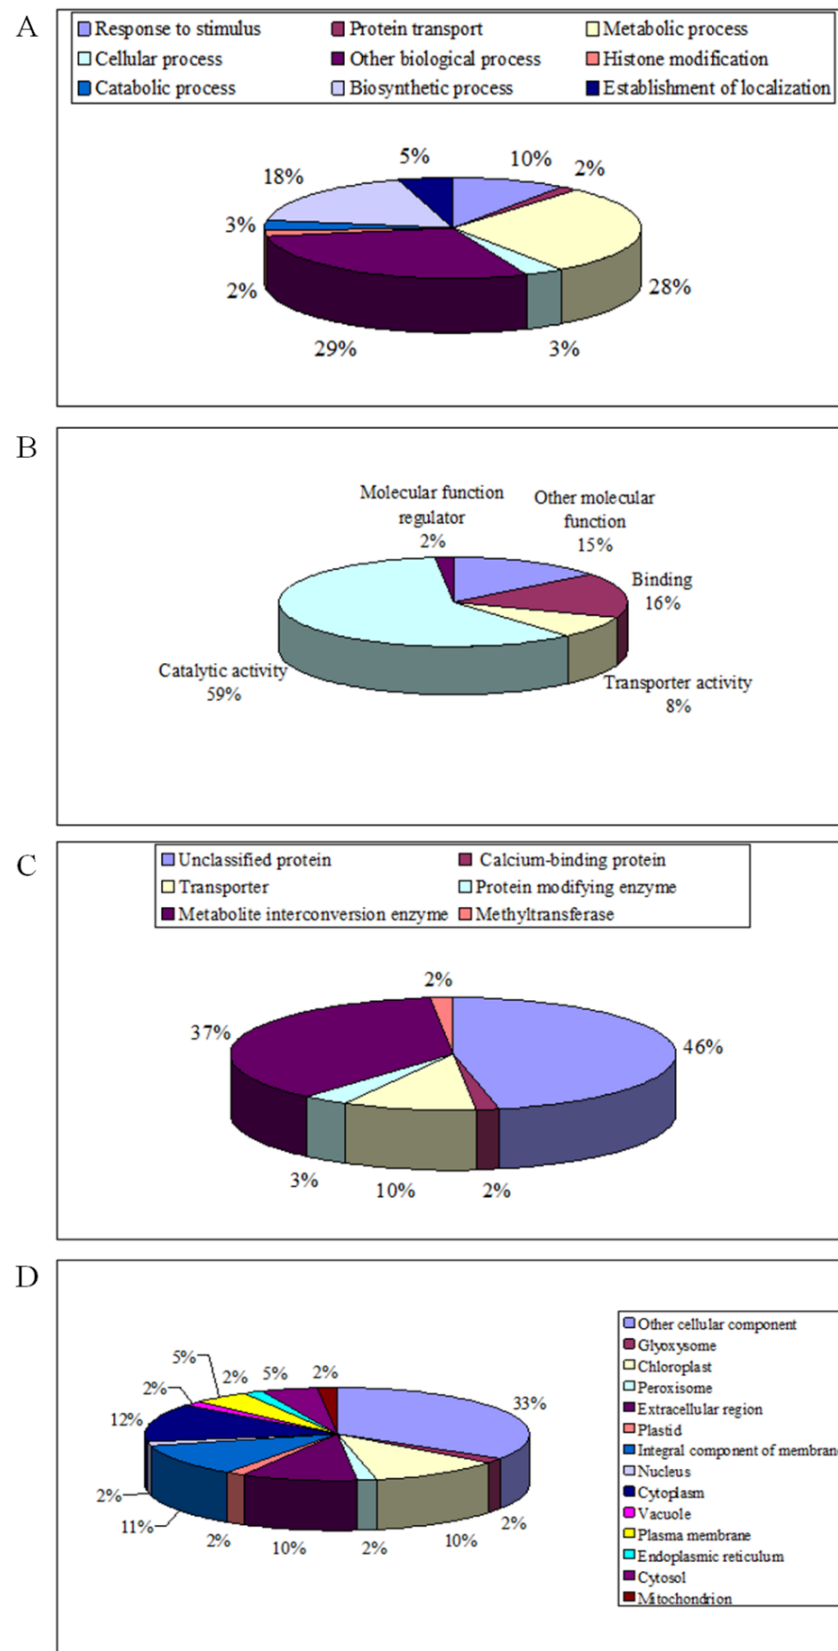 A
Response to stimulus Protein transport Metabolic process
Cellular process Other biological process Histone modification
Catabolic process Biosynthetic process Establishment of localization
5% 10% 2%
18%
3%
28%
2%
29% 3%
B
Molecular function
regulator
2%
Other molecular
function
15%
Binding
16%
Catalytic activity
59%
Transporter activity
8%
C
Unclassified protein Calcium-binding protein
Transporter Protein modifying enzyme
Metabolite interconversion enzyme Methyltransferase
2%
37%
46%
3% 10% 2%
D
5% 2% 5% 2%
2%
12%
33%
2%
11%
2% 10% 2% 10% 2%
Other cellular component
Glyoxysome
Chloroplast
Peroxisome
Extracellular region
Plastid
Integral component of membrane
Nucleus
Cytoplasm
Vacuole
Plasma membrane
Endoplasmic reticulum
Cytosol
Mitochondrion